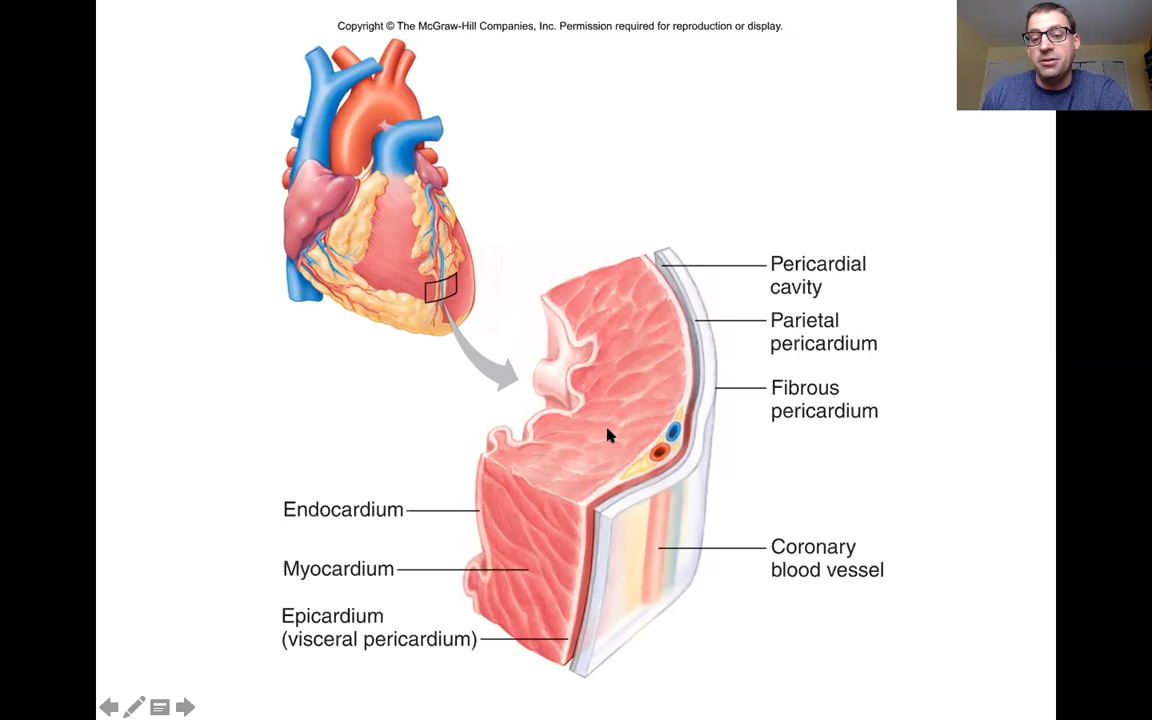 Copyright © The McGraw-Hill Companies, Inc. Permission required for reproduction or display.
Pericardial
cavity
Parietal
pericardium
Fibrous
pericardium
Endocardium
Myocardium
Epicardium
(visceral pericardium)
Coronary
blood vessel